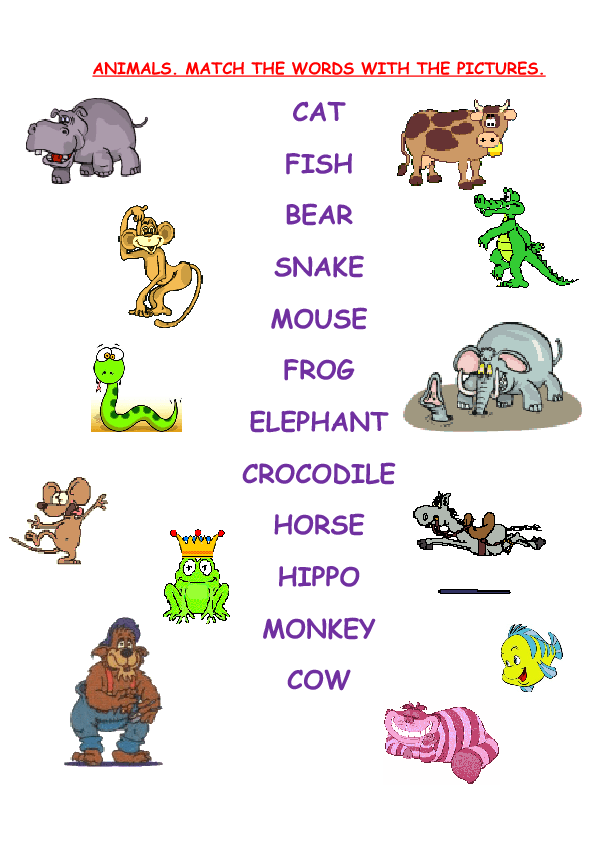 ANIMALS. MATCH THE WORDS WITH THE PICTURES.
CAT
FISH
BEAR
SNAKE
MOUSE
FROG
ELEPHANT
CROCODILE
HORSE
HIPPO
MONKEY
COW